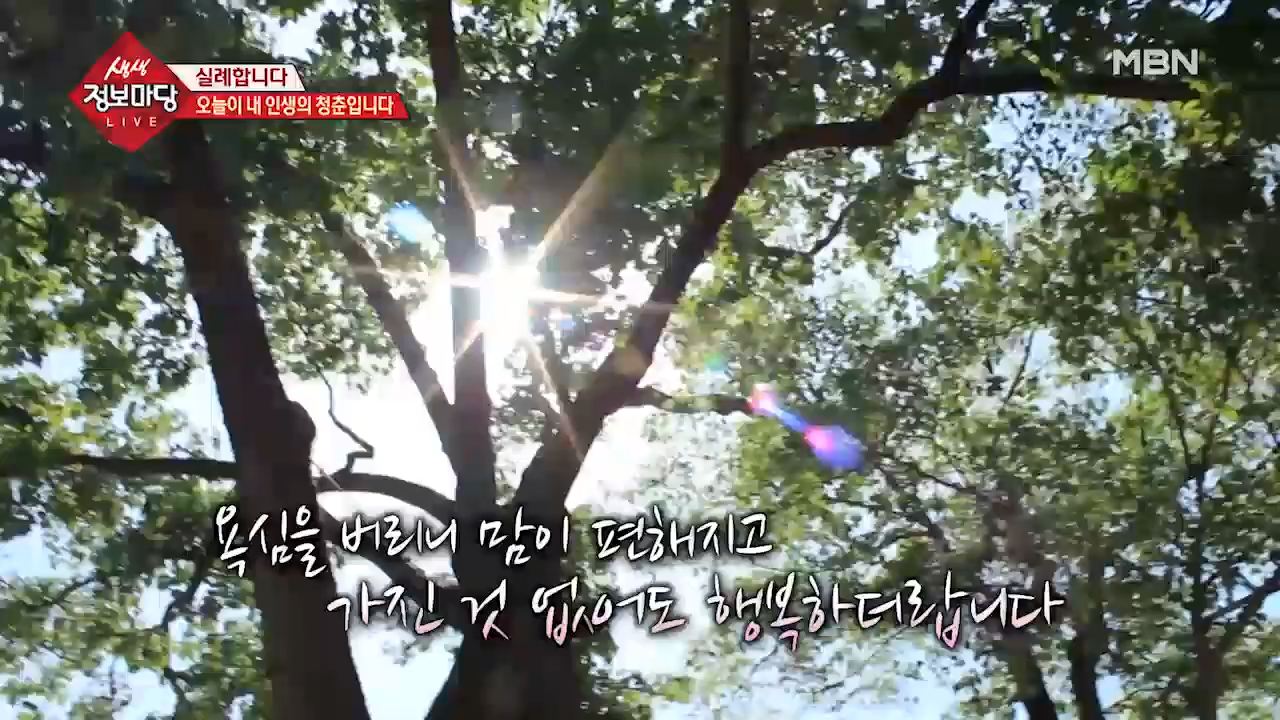 생생
정보마당
LIVE
실례합니다
오늘이 내 인생의 청춘입니다
MBN
욕심을 버리니 맘이 편해지고
가진 것 없어도 행복하더랍니다